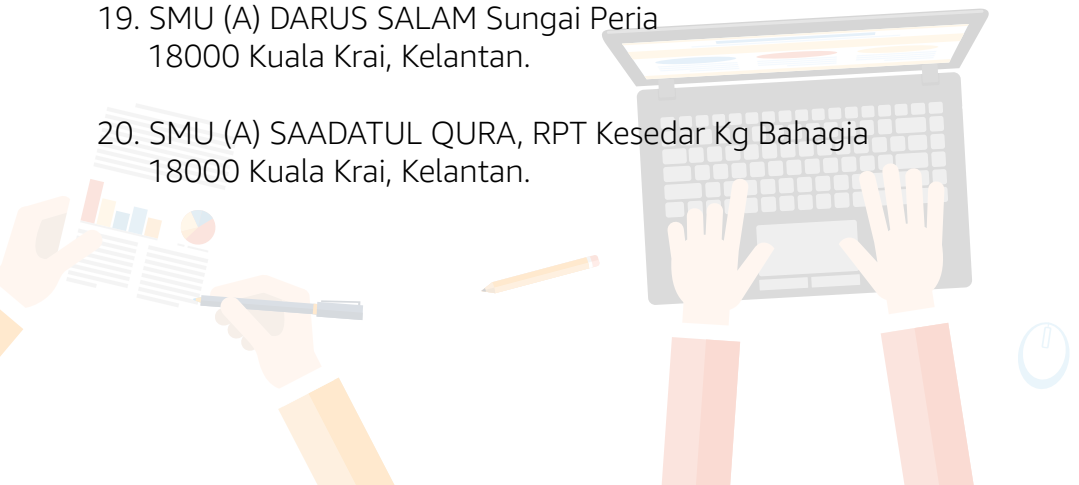 19. SMU (A) DARUS SALAM Sungai Peria
18000 Kuala Krai, Kelantan.
20. SMU (A) SAADATUL QURA, RPT Kesedar Kg Bahagia
18000 Kuala Krai, Kelantan.